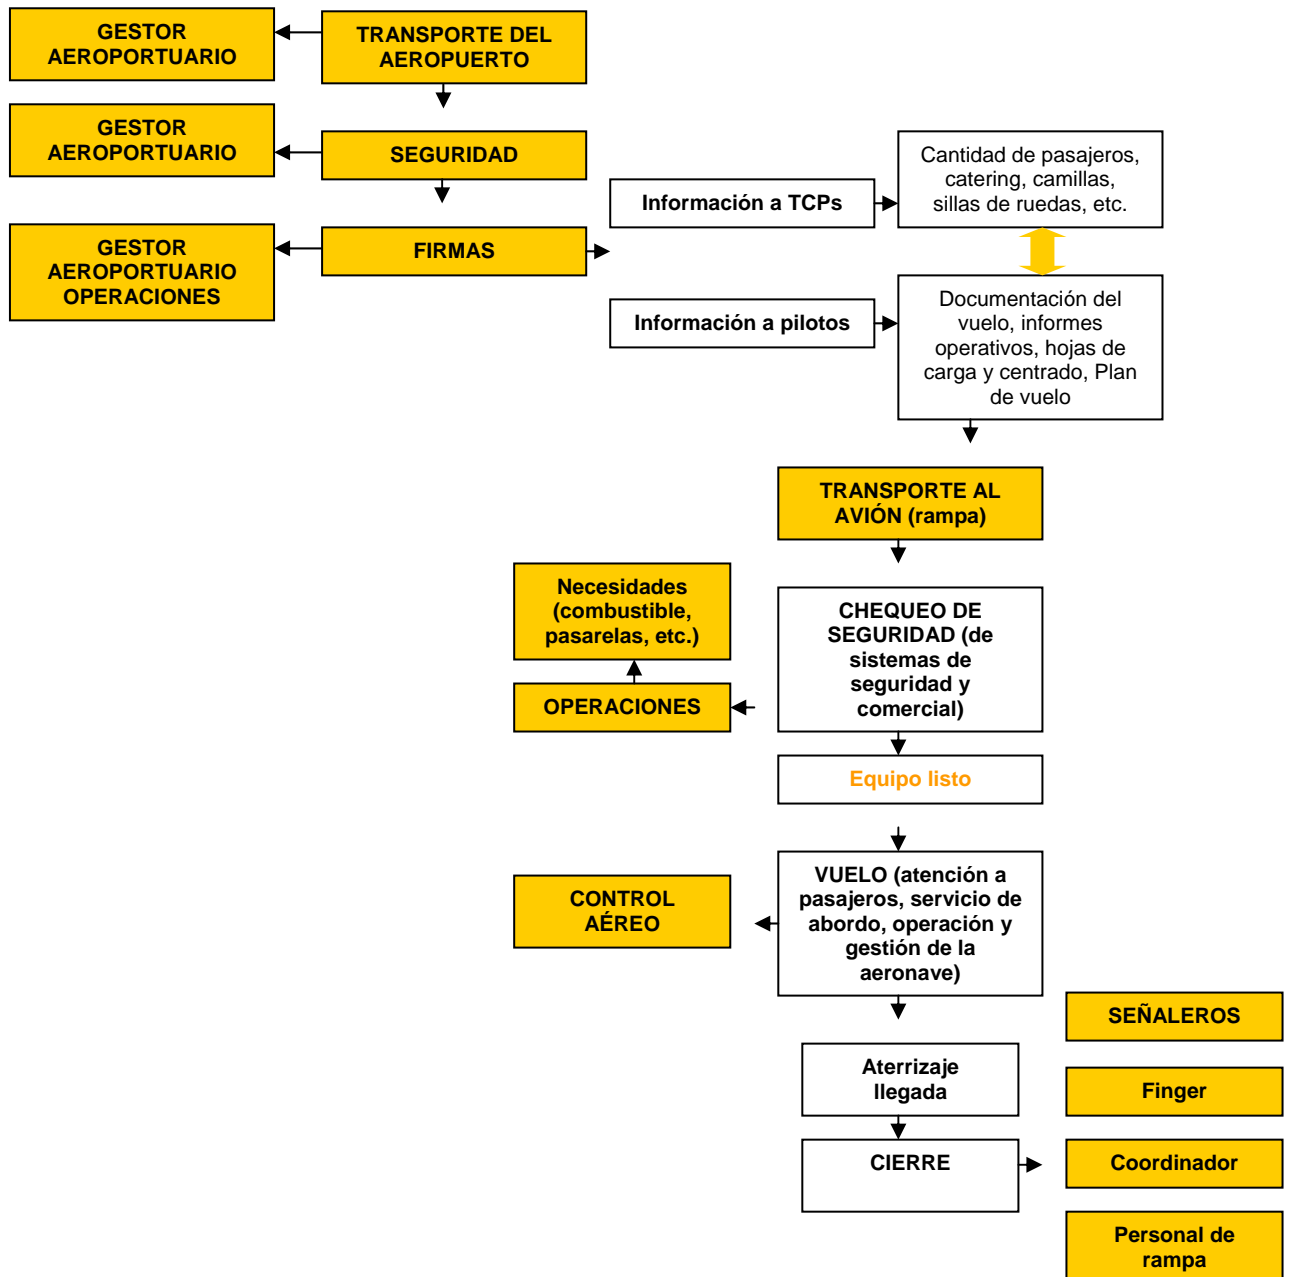 GESTOR
AEROPORTUARIO
TRANSPORTE DEL
AEROPUERTO
GESTOR
AEROPORTUARIO
SEGURIDAD
GESTOR
AEROPORTUARIO
OPERACIONES
FIRMAS
Información a TCPs
Cantidad de pasajeros,
catering, camillas,
sillas de ruedas, etc.
Información a pilotos
Documentación del
vuelo, informes
operativos, hojas de
carga y centrado, Plan
de vuelo
TRANSPORTE AL
AVIÓN (rampa)
Necesidades
(combustible,
pasarelas, etc.)
OPERACIONES
CHEQUEO DE
SEGURIDAD (de
sistemas de
seguridad y
comercial)
Equipo listo
CONTROL
AÉREO
VUELO (atención a
pasajeros, servicio de
abordo, operación y
gestión de la
aeronave)
Aterrizaje
llegada
CIERRE
SEÑALEROS
Finger
Coordinador
Personal de
rampa